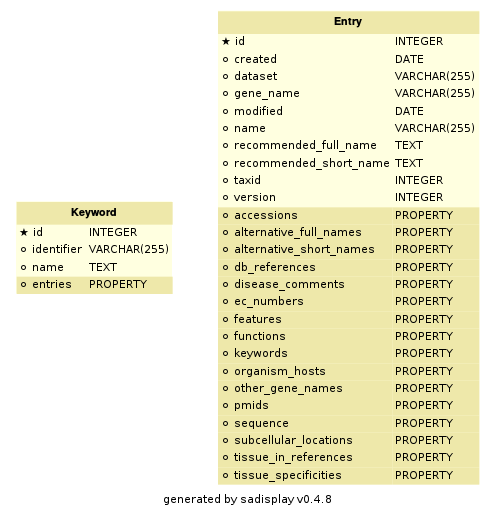 Entry
★ id INTEGER
created DATE
dataset VARCHAR(255)
gene_name VARCHAR(255)
modified DATE
name VARCHAR(255)
recommended_full_name TEXT
recommended_short_name TEXT
taxid INTEGER
version INTEGER
accessions PROPERTY
alternative_full_names PROPERTY
alternative_short_names PROPERTY
db_references PROPERTY
disease_comments PROPERTY
ec_numbers PROPERTY
features PROPERTY
functions PROPERTY
keywords PROPERTY
organism_hosts PROPERTY
other_gene_names PROPERTY
pmids PROPERTY
sequence PROPERTY
subcellular_locations PROPERTY
tissue_in_references PROPERTY
tissue_specificities PROPERTY
Keyword
★ id INTEGER
identifier VARCHAR(255)
name TEXT
entries PROPERTY
generated by sadisplay v0.4.8